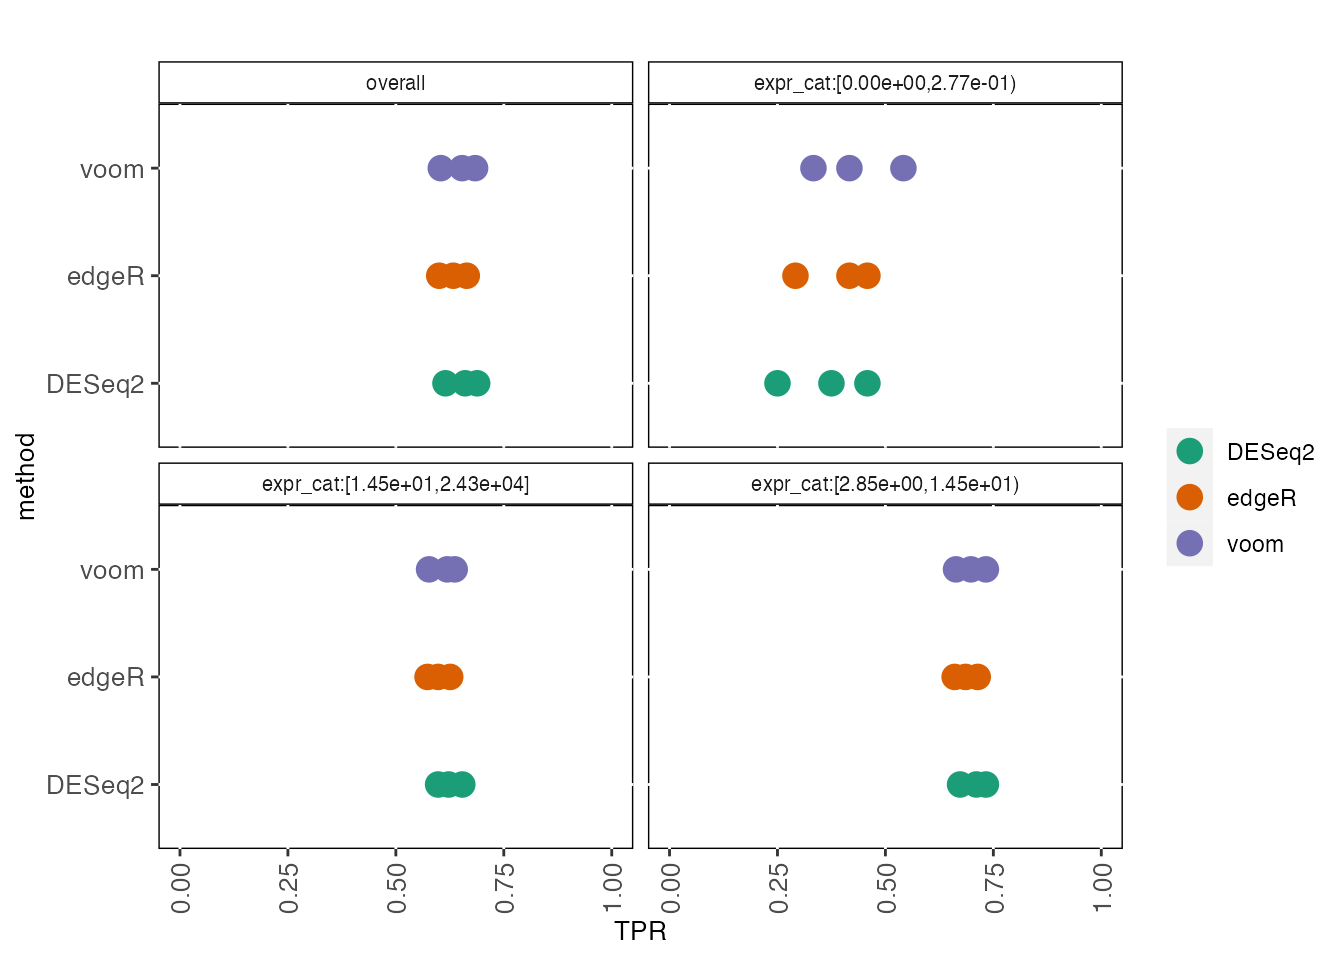 overall
expr_cat:[0.00e+00,2.77e-01)
voom
edgeR
DESeq2
expr_cat:[1.45e+01,2.43e+04]
expr_cat:[2.85e+00,1.45e+01)
voom
edgeR
DESeq2
0.00 0.25 0.50 0.75 1.00
0.00 0.25 0.50 0.75 1.00
TPR
method
DESeq2
edgeR
voom